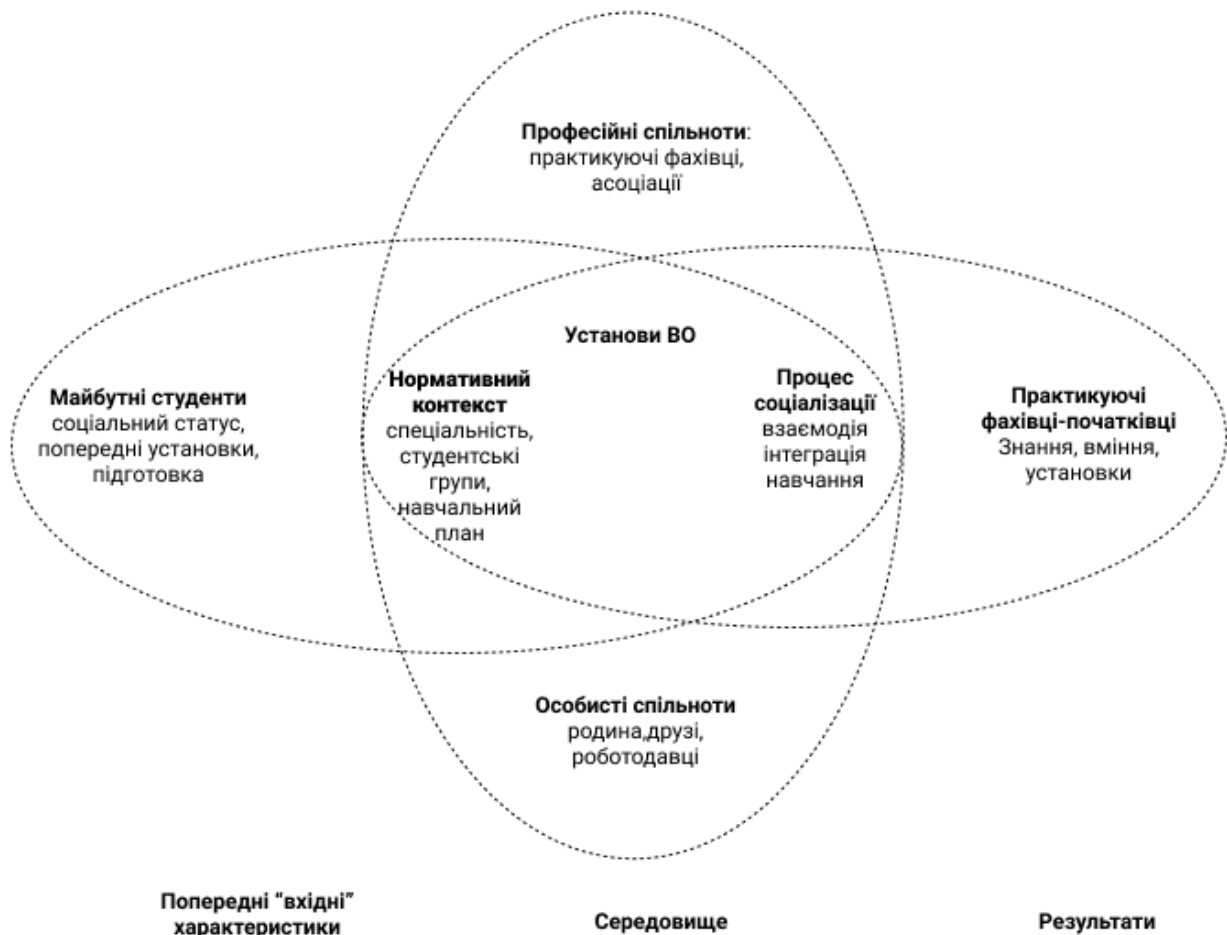 Професійні спільноти:
практикуючі фахівці,
асоціації
Установи ВО
Майбутні студенти
соціальний статус,
попередні установки,
підготовка
Нормативний
контекст
спеціальність,
студентські
групи,
навчальний
план
Процес
соціалізації
взаємодія
інтеграція
навчання
Практикуючі
фахівці-початківці
Знання, вміння,
установки
Особисті спільноти
родина,друзі,
роботодавці
Попередні “вхідні”
характеристики
Середовище
Результати